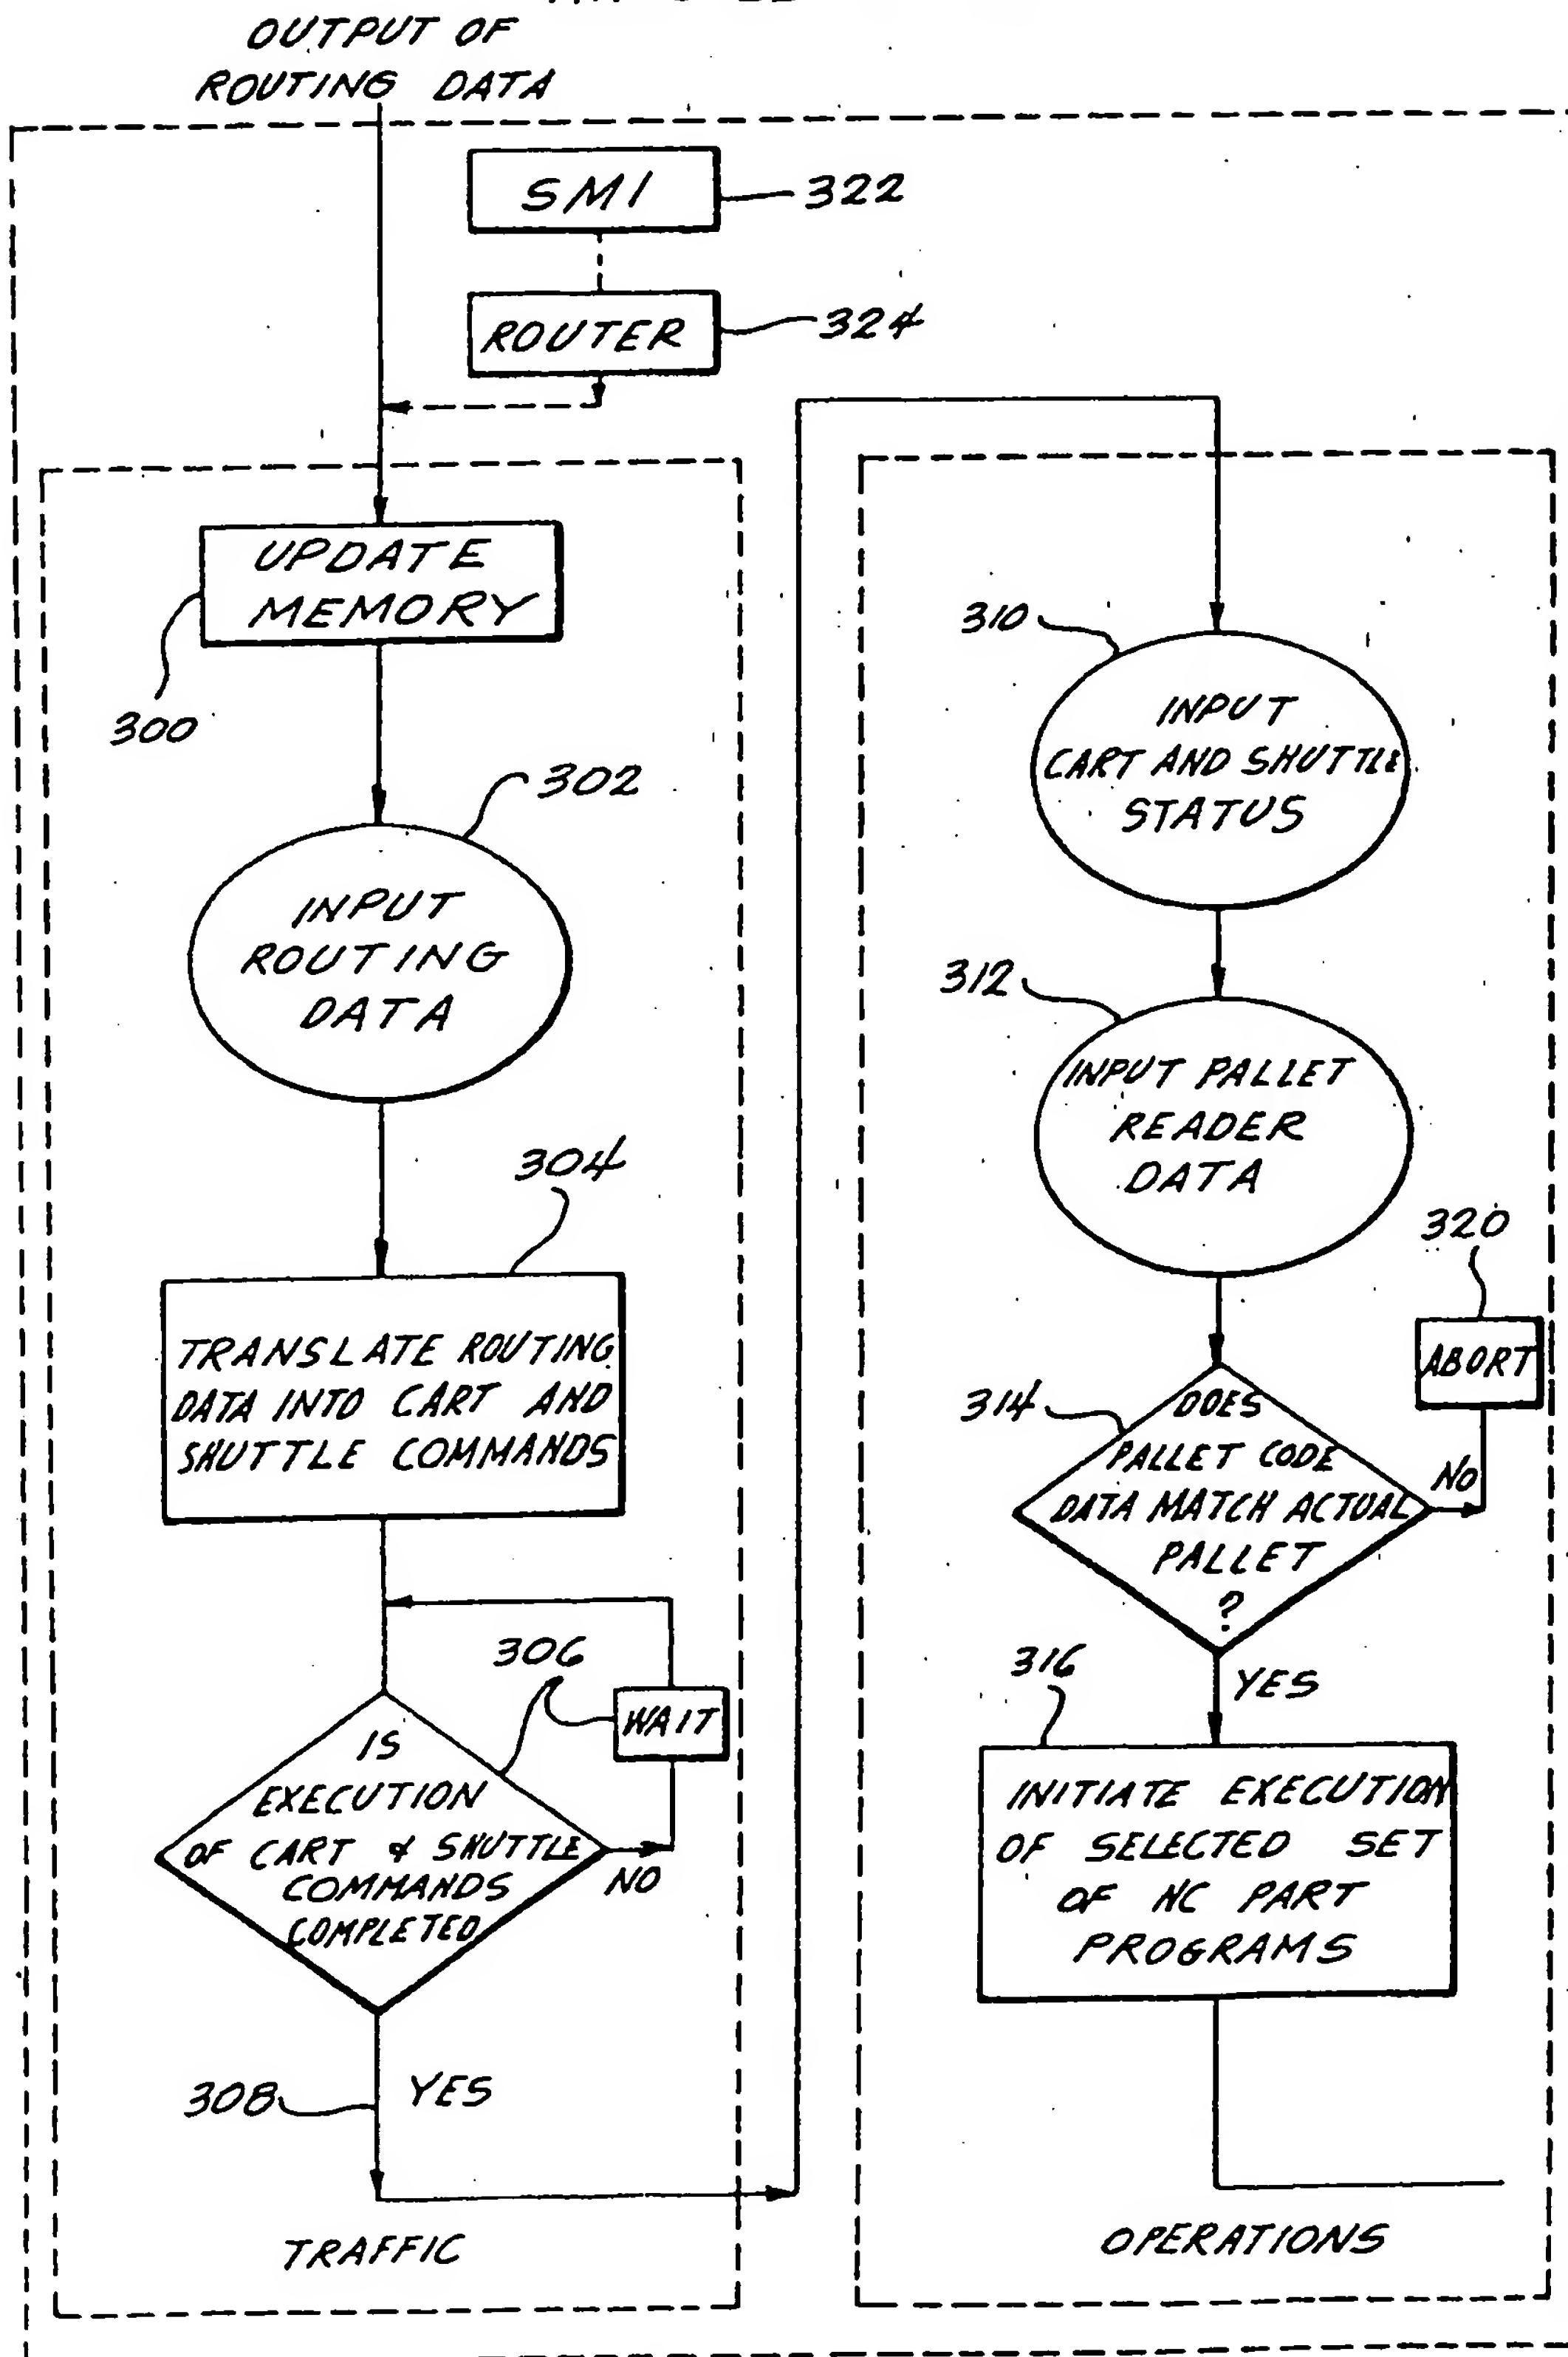 OUTPUT OF
ROUTING DATA
SMI
322
ROUTER
324
UPDATE
MEMORY
300
302
INPUT
ROUTING
DATA
304
TRANSLATE ROUTING
DATA INTO CART AND
SHUTTLE COMMANDS
306
WAIT
IS
EXECUTION
OF CART & SHUTTLE
COMMANDS
COMPLETED
NO
308
YES
TRAFFIC
310
INPUT
CART AND SHUTTLE
STATUS
312
INPUT PALLET
READER
DATA
320
ABORT
314
DOES
PALLET CODE
DATA MATCH ACTUAL
PALLET
?
NO
YES
316
INITIATE EXECUTION
OF SELECTED SET
OF NC PART
PROGRAMS
OPERATIONS